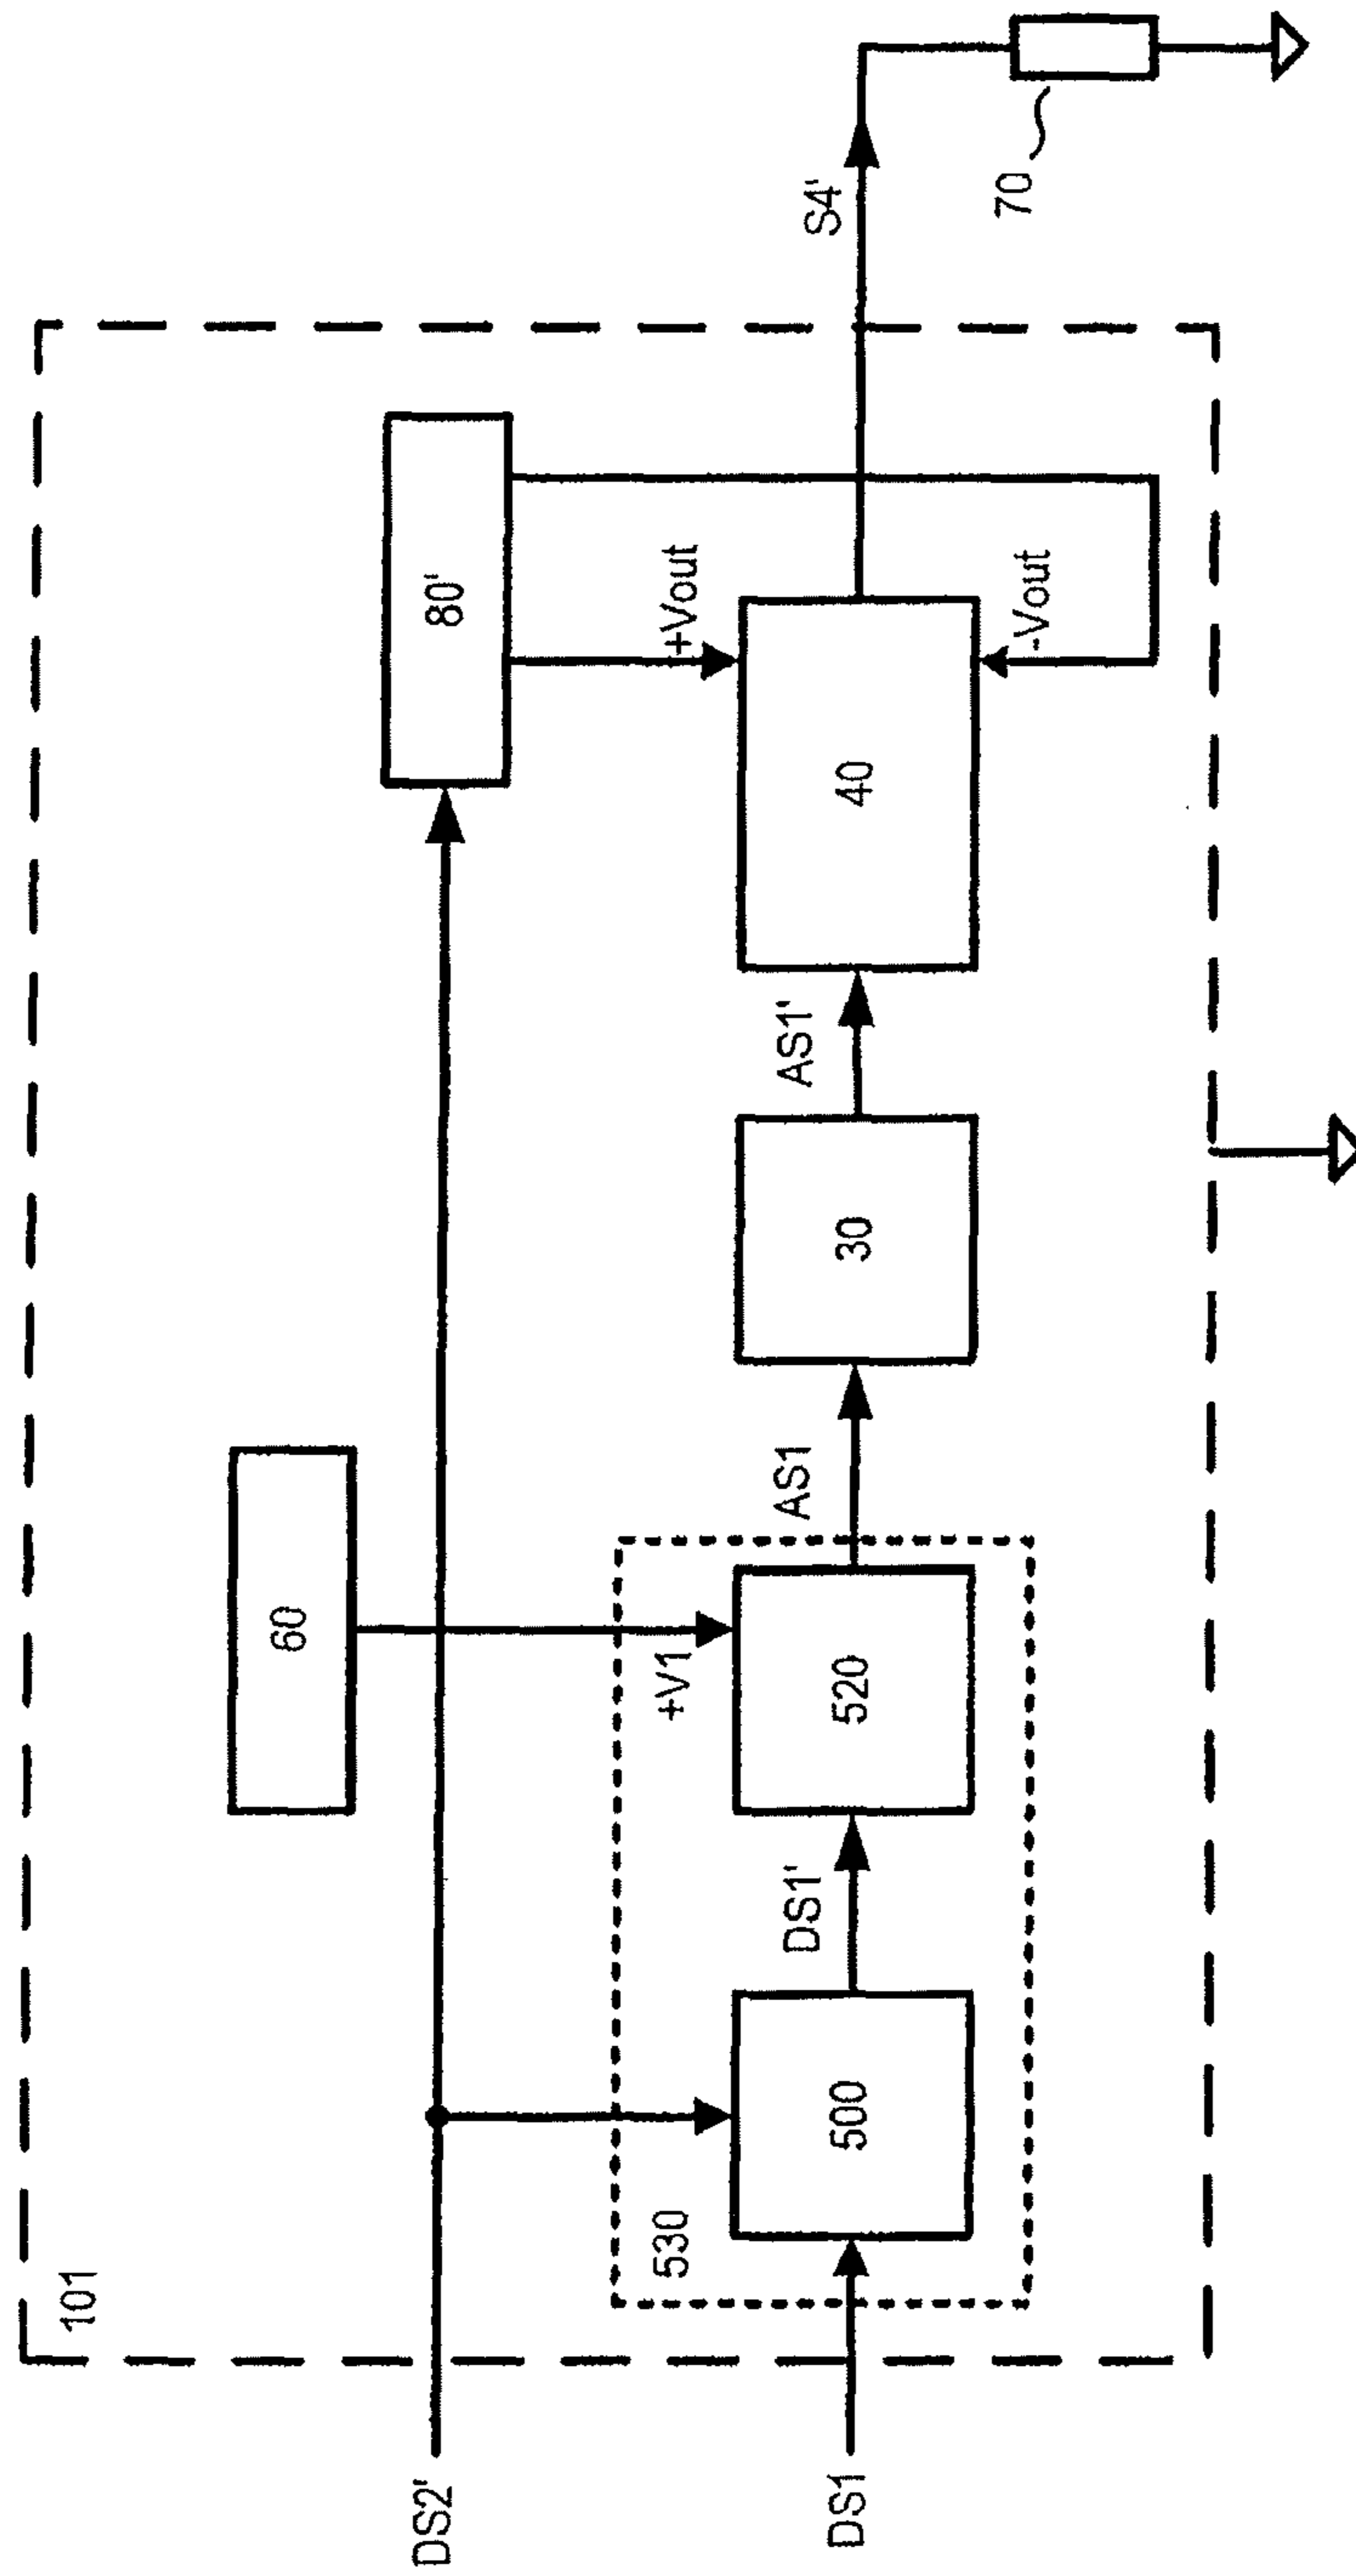 101
60
80'
DS2'
+V1
+Vout
530
DS1
500
DS1'
520
AS1
30
AS1'
40
-Vout
S4'
70